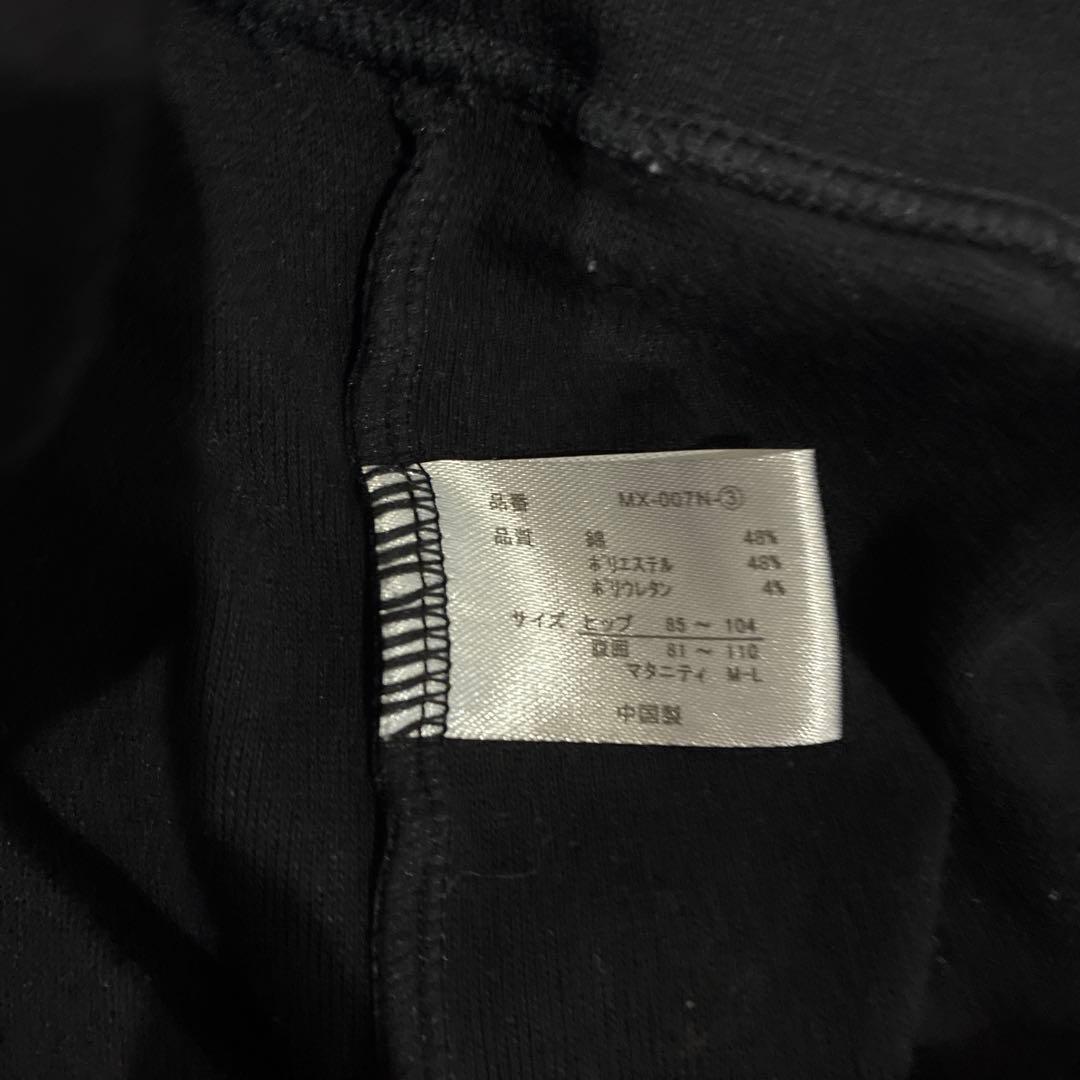 品番 MX-007N-③
品質 綿 48%
ポリエステル 48%
ポリウレタン 4%
サイズ ヒップ 85～104
腹囲 81～110
マタニティ M-L
中国製